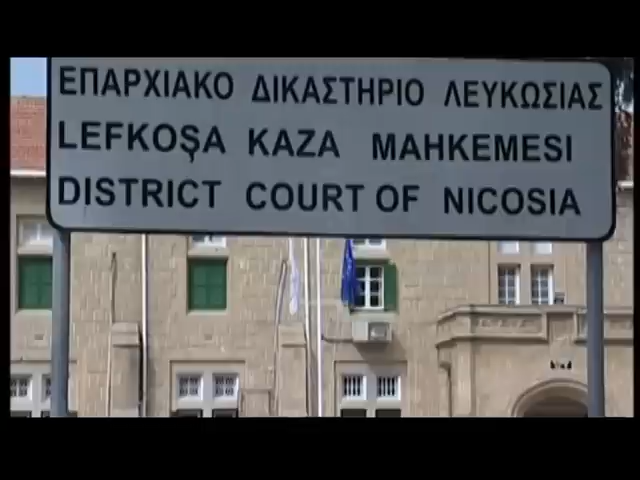 ΕΠΑΡΧΙΑΚΟ ΔΙΚΑΣΤΗΡΙΟ ΛΕΥΚΩΣΙΑΣ
LEFKOŞA KAZA MAHKEMESI
DISTRICT COURT OF NICOSIA